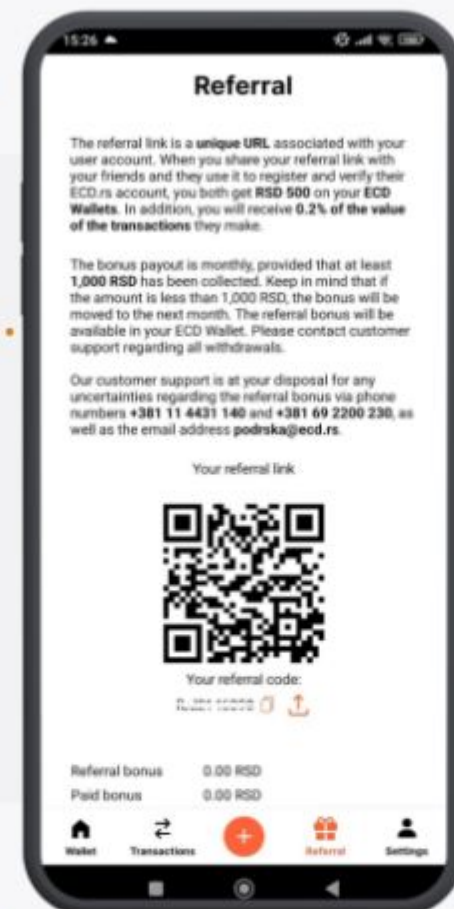 15:26
Referral
The referral link is a unique URL associated with your
user account. When you share your referral link with
your friends and they use it to register and verify their
ECD.rs account, you both get RSD 500 on your ECD
Wallets. In addition, you will receive 0.2% of the value
of the transactions they make.
The bonus payout is monthly, provided that at least
1,000 RSD has been collected. Keep in mind that if
the amount is less than 1,000 RSD, the bonus will be
moved to the next month. The referral bonus will be
available in your ECD Wallet. Please contact customer
support regarding all withdrawals.
Our customer support is at your disposal for any
uncertainties regarding the referral bonus via phone
numbers +381 11 4431 140 and +381 69 2200 230, as
well as the email address podrska@ecd.rs.
Your referral link
Your referral code:
Referral bonus 0.00 RSD
Paid bonus 0.00 RSD
Wallet Transactions Referral Settings